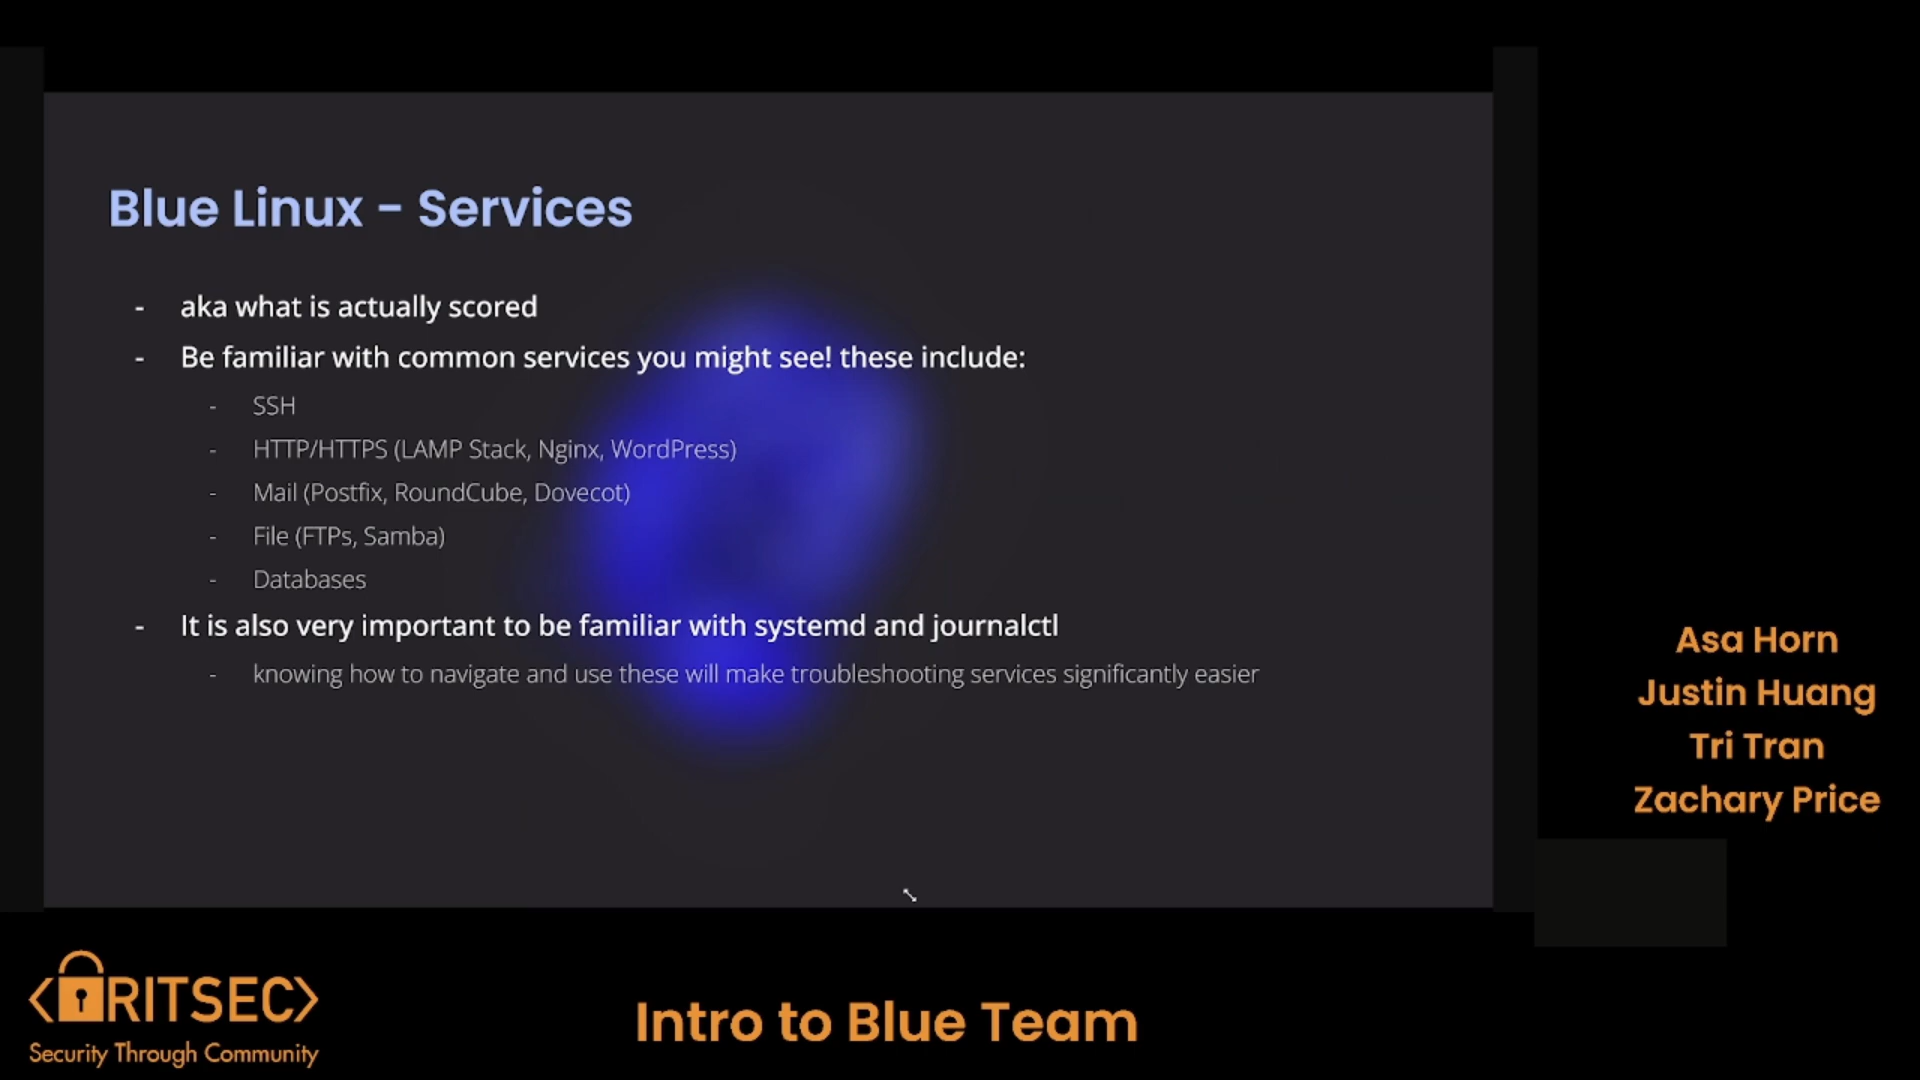 Blue Linux - Services
- aka what is actually scored
- Be familiar with common services you might see! these include:
- SSH
- HTTP/HTTPS (LAMP Stack, Nginx, WordPress)
- Mail (Postfix, RoundCube, Dovecot)
- File (FTPs, Samba)
- Databases
- It is also very important to be familiar with systemd and journalctl
- knowing how to navigate and use these will make troubleshooting services significantly easier
Asa Horn
Justin Huang
Tri Tran
Zachary Price
<RITSEC>
Security Through Community
Intro to Blue Team